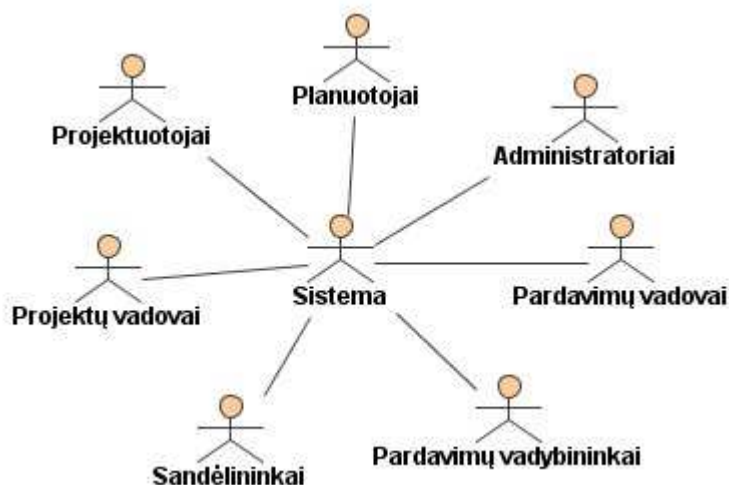 Planuotojai
Projektuotojai
Administratoriai
Sistema
Projektų vadovai
Pardavimų vadovai
Sandėlininkai
Pardavimų vadybininkai